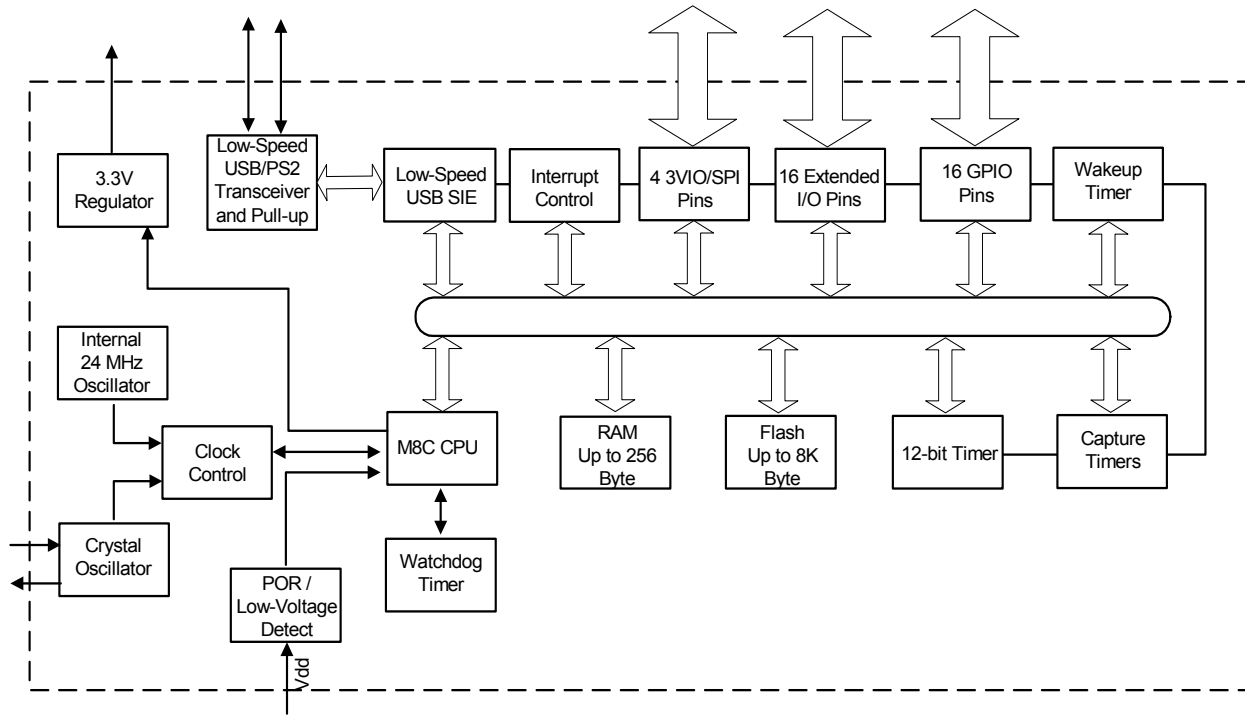 3.3V
Regulator
Low-Speed
USB/PS2
Transceiver
and Pull-up
Low-Speed
USB SIE
Interrupt
Control
4 3VIO/SPI
Pins
16 Extended
I/O Pins
16 GPIO
Pins
Wakeup
Timer
Internal
24 MHz
Oscillator
Clock
Control
Crystal
Oscillator
M8C CPU
RAM
Up to 256
Byte
Flash
Up to 8K
Byte
12-bit Timer
Capture
Timers
Watchdog
Timer
POR /
Low-Voltage
Detect
Vdd